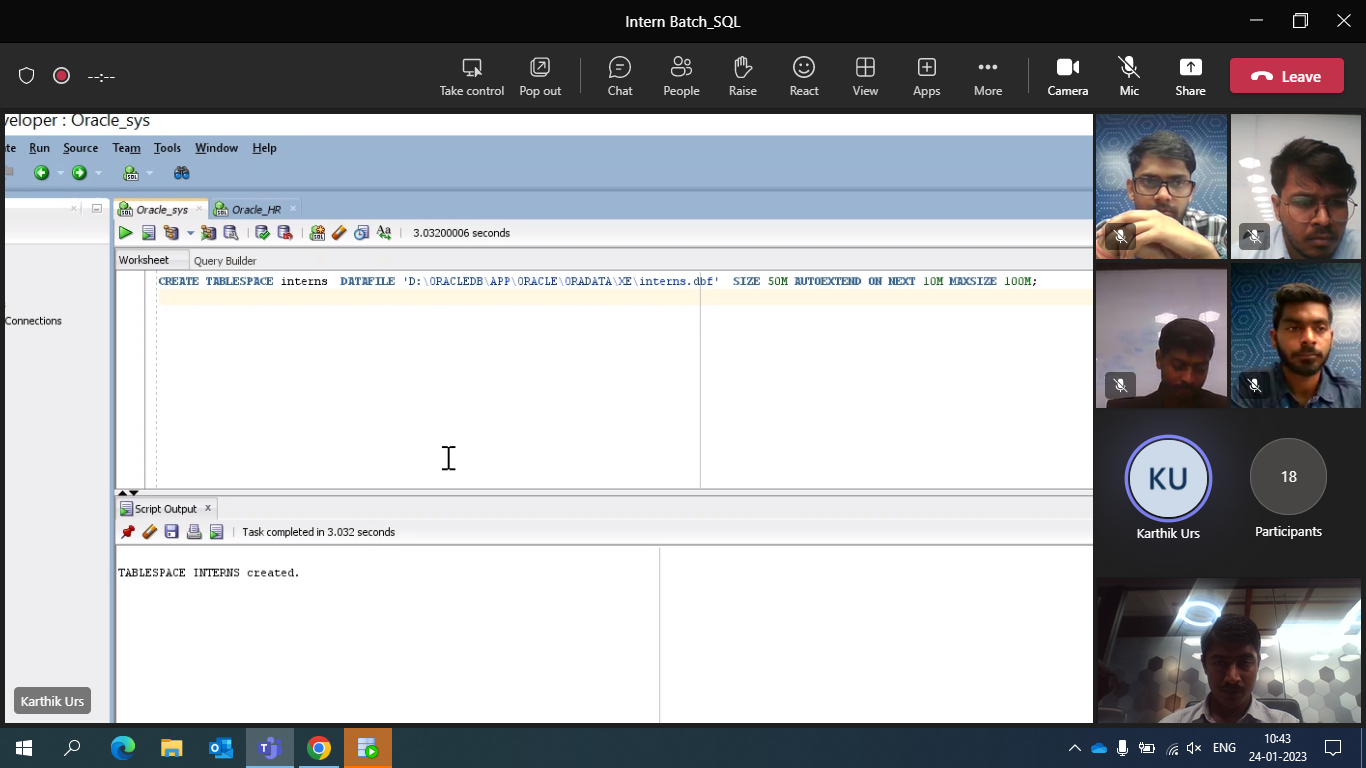 Intern Batch_SQL
--:--
Take control
Pop out
Chat
People
Raise
React
View
Apps
More
Camera
Mic
Share
Leave
veloper : Oracle_sys
Run Source Team Tools Window Help
Oracle_sys
Oracle_HR
3.03200006 seconds
Worksheet
Query Builder
CREATE TABLESPACE interns DATAFILE 'D:\ORACLEDB\APP\ORACLE\ORADATA\XE\interns.dbf' SIZE 50M AUTOEXTEND ON NEXT 10M MAXSIZE 100M;
Connections
Script Output
Task completed in 3.032 seconds
TABLESPACE INTERNS created.
Karthik Urs
KU
Karthik Urs
18
Participants
ENG
10:43
24-01-2023